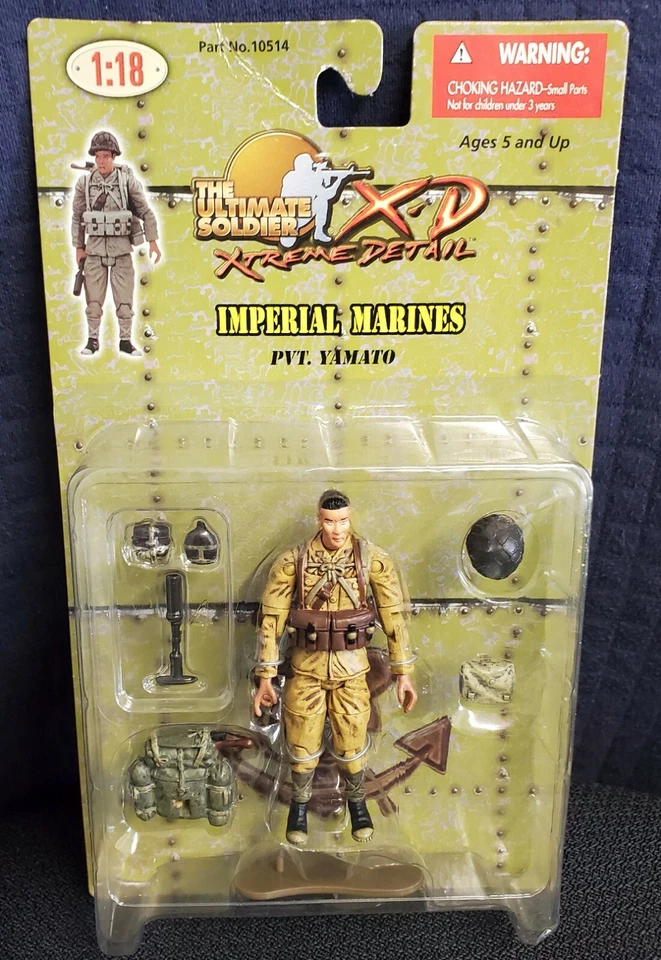 1:18
Part No.10514
WARNING:
CHOKING HAZARD-Small Parts
Not for children under 3 years
Ages 5 and Up
THE
ULTIMATE
SOLDIER
X-D
XTREME DETAIL™
IMPERIAL MARINES
PVT. YAMATO